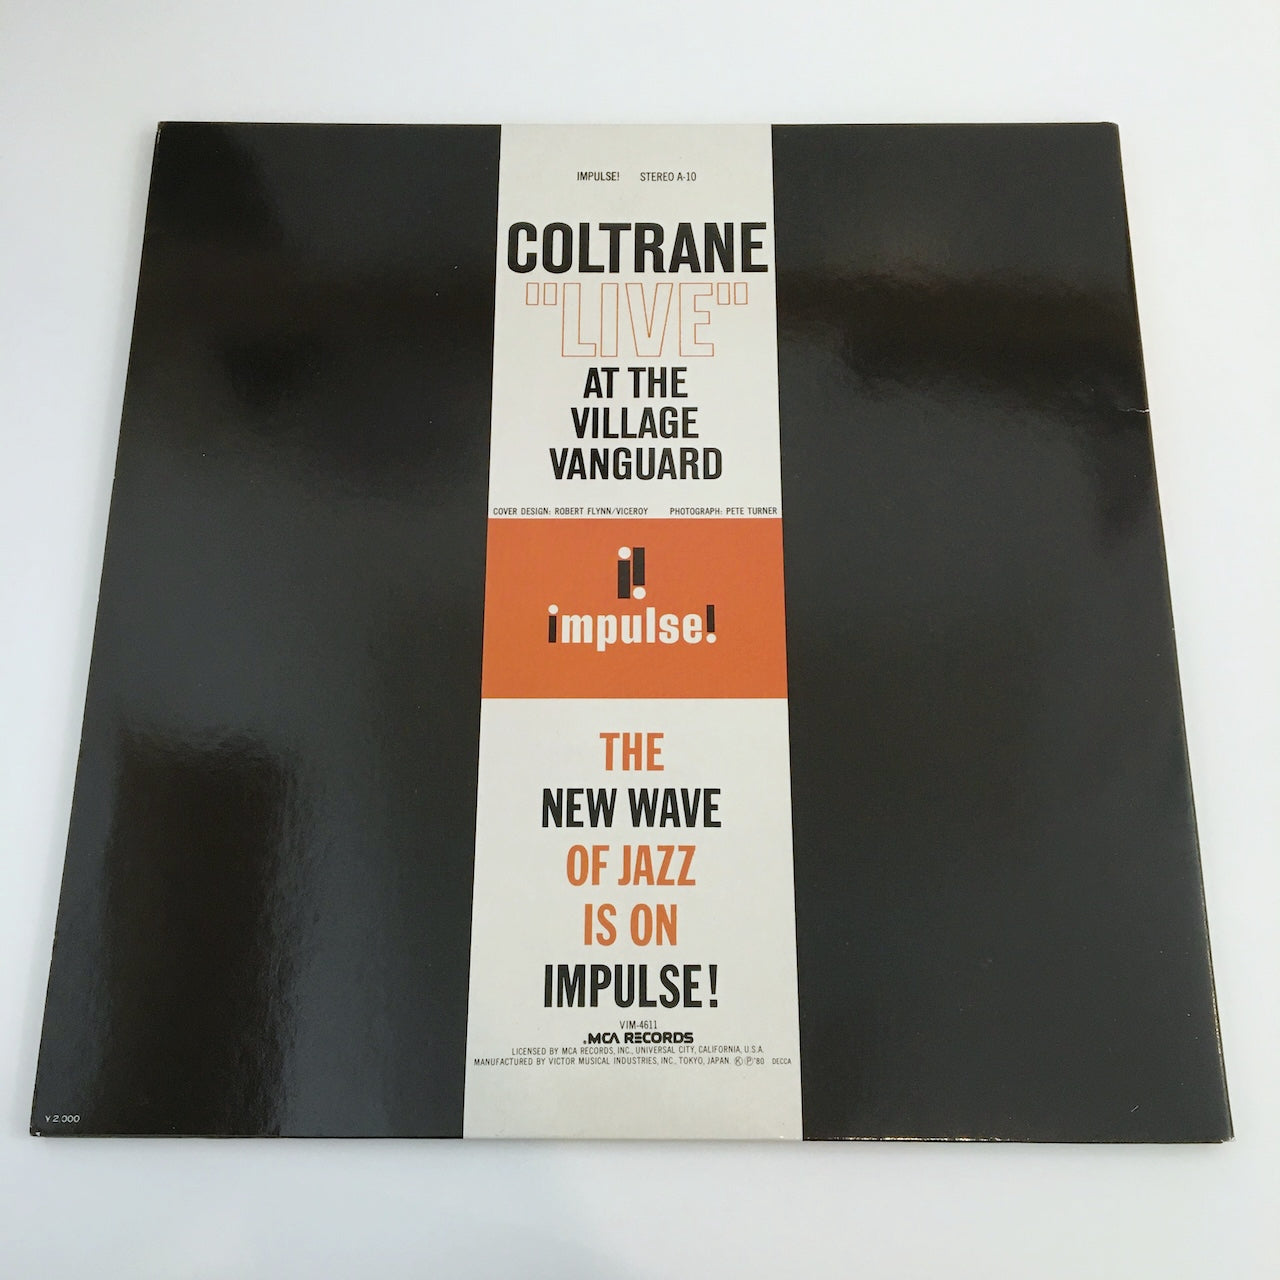 IMPULSE! STEREO A-10
COLTRANE
"LIVE"
AT THE
VILLAGE
VANGUARD
COVER DESIGN: ROBERT FLYNN/VICEROY PHOTOGRAPH: PETE TURNER
i!
impulse!
THE
NEW WAVE
OF JAZZ
IS ON
IMPULSE!
VIM-4611
MCA RECORDS
LICENSED BY MCA RECORDS, INC., UNIVERSAL CITY, CALIFORNIA, U.S.A.
MANUFACTURED BY VICTOR MUSICAL INDUSTRIES, INC., TOKYO, JAPAN. Ⓚ Ⓟ '80 DECCA
¥2,000